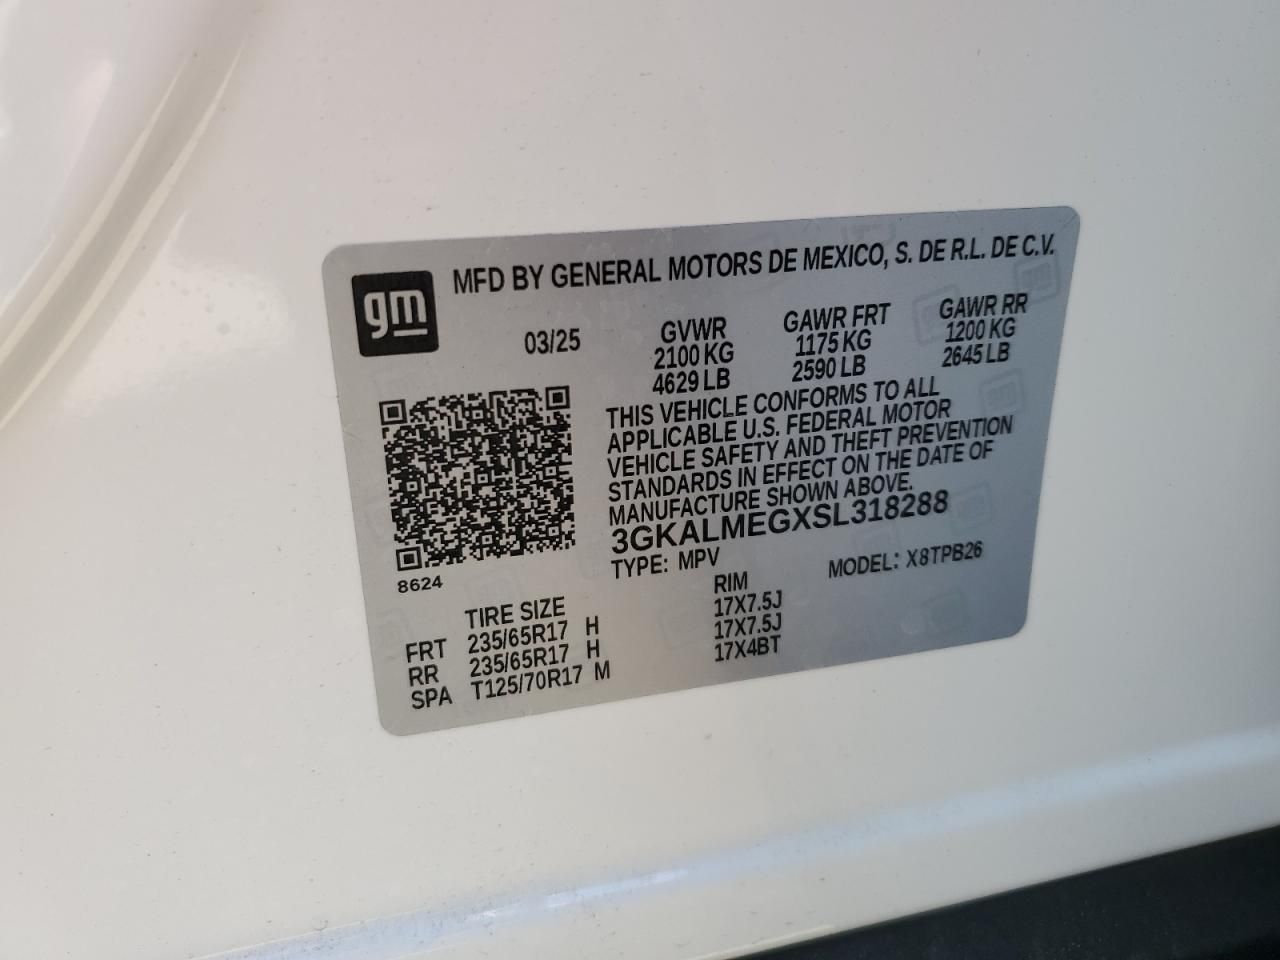 gm
MFD BY GENERAL MOTORS DE MEXICO, S. DE R.L. DE C.V.
03/25 GVWR GAWR FRT GAWR RR
2100 KG 1175 KG 1200 KG
4629 LB 2590 LB 2645 LB
THIS VEHICLE CONFORMS TO ALL
APPLICABLE U.S. FEDERAL MOTOR
VEHICLE SAFETY AND THEFT PREVENTION
STANDARDS IN EFFECT ON THE DATE OF
MANUFACTURE SHOWN ABOVE.
3GKALMEGXSL318288
TYPE: MPV MODEL: X8TPB26
8624
TIRE SIZE RIM
FRT 235/65R17 H 17X7.5J
RR 235/65R17 H 17X7.5J
SPA T125/70R17 M 17X4BT